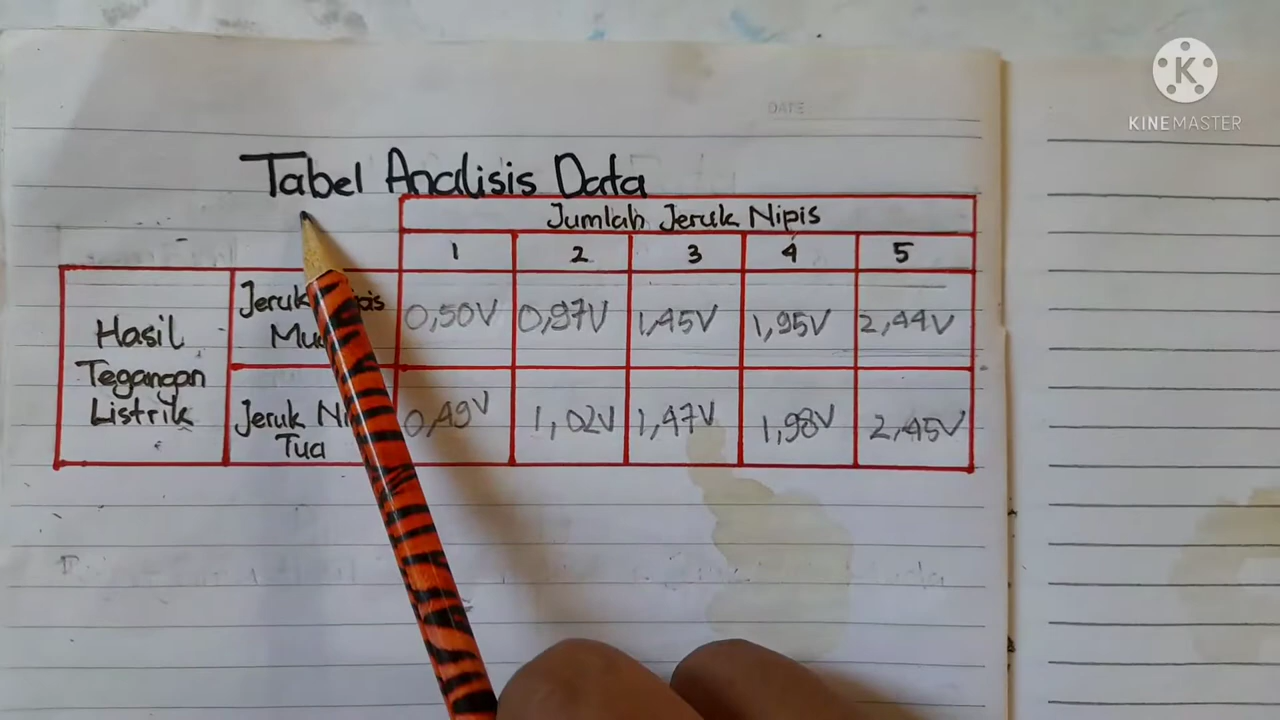 DATE
KINEMASTER
Tabel Analisis Data
Jumlah Jeruk Nipis
1 2 3 4 5
Hasil
Tegangan
Listrik
Jeruk
0,50V 0,97V 1,45V 1,95V 2,44V
Jeruk
Tua
0,49V 1,02V 1,47V 1,98V 2,45V